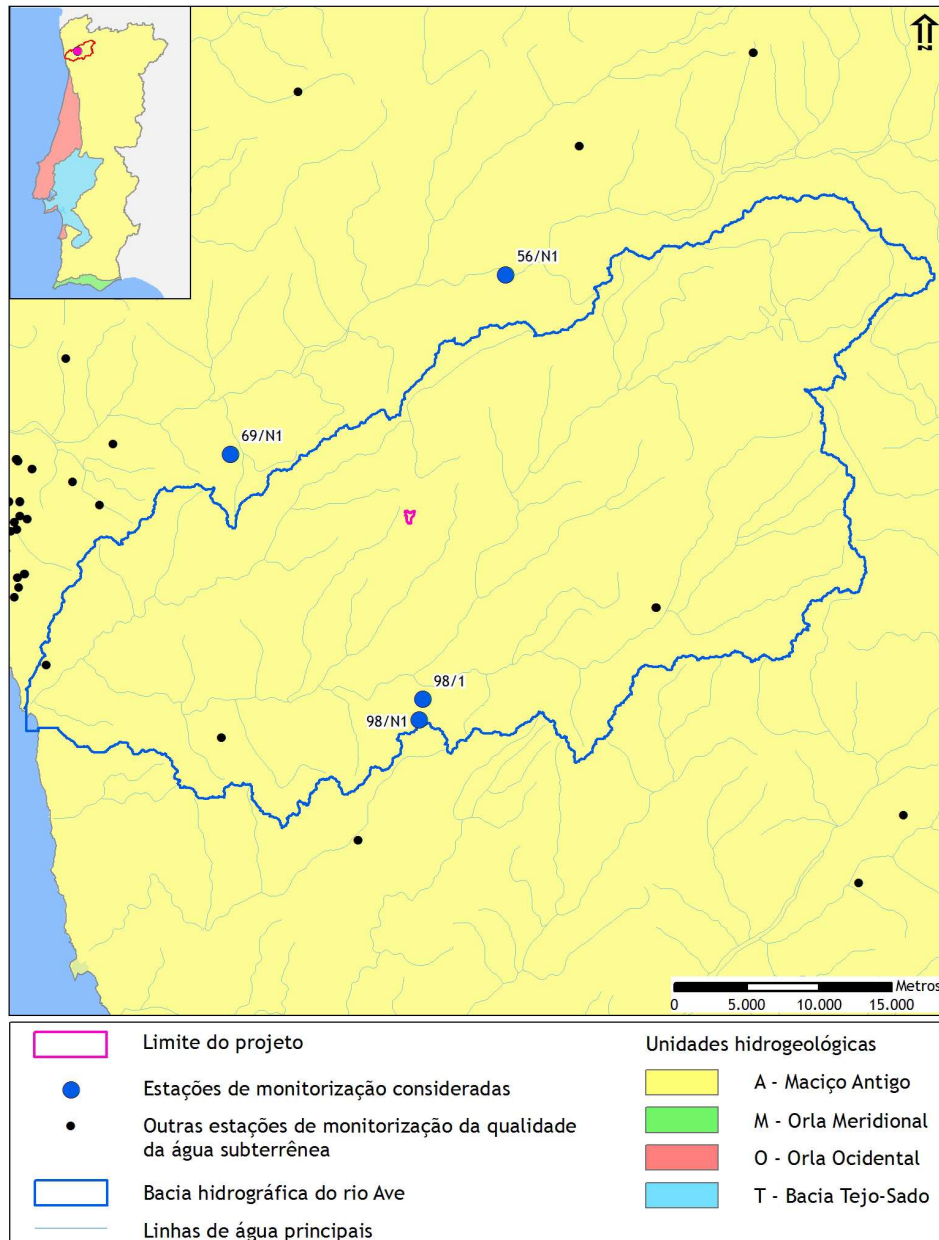 N
56/N1
69/N1
98/1
98/N1
Metros
0 5.000 10.000 15.000
Limite do projeto
Estações de monitorização consideradas
Outras estações de monitorização da qualidade
da água subterrênea
Bacia hidrográfica do rio Ave
Linhas de água principais
Unidades hidrogeológicas
A - Maciço Antigo
M - Orla Meridional
O - Orla Ocidental
T - Bacia Tejo-Sado